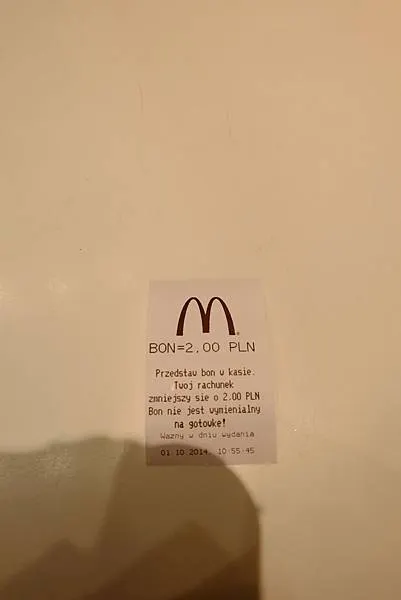 BON=2,00 PLN
Przedstaw bon w kasie.
Twoj rachunek
zmniejszy sie o 2.00 PLN
Bon nie jest wymienialny
na gotowke!
Wazny w dniu wydania
01.10.2014, 10:55:45